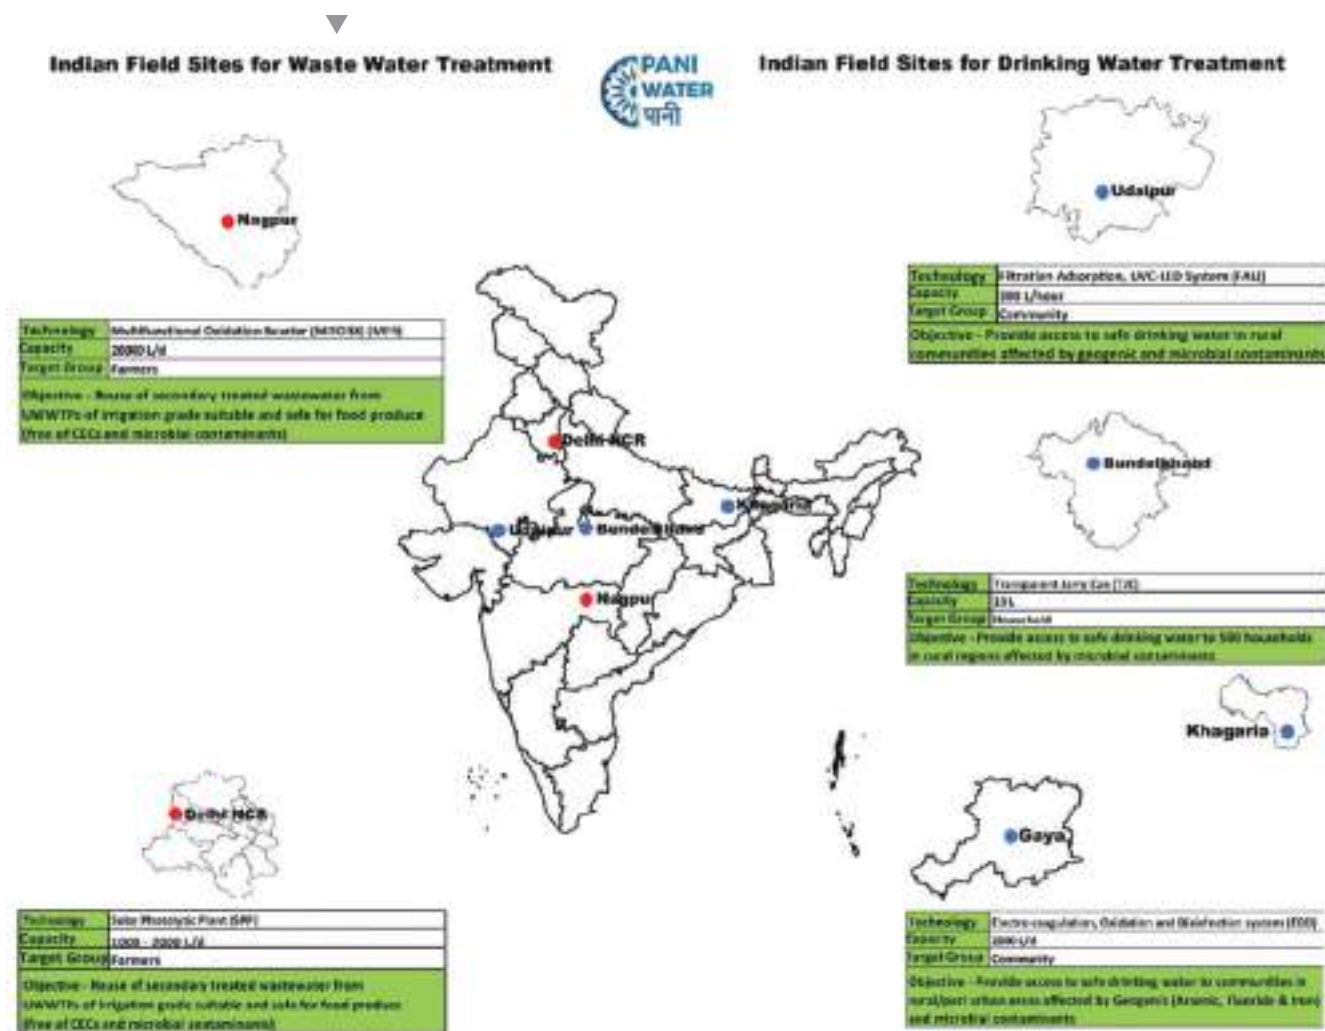 Indian Field Sites for Waste Water Treatment
PANI
WATER
पानी
Indian Field Sites for Drinking Water Treatment
Nagpur
Technology Multifunctional Oxidation Reactor
Capacity 20000 L/d
Target Group Farmers
Objective - Reuse of secondary treated wastewater from
UWWTPs of irrigation grade suitable and safe for food produce
(free of CECs and microbial contaminants)
Delhi-NCR
Technology Solar Photolytic Plant (SPP)
Capacity 1000 - 2000 L/d
Target Group Farmers
Objective - Reuse of secondary treated wastewater from
UWWTPs of irrigation grade suitable and safe for food produce
(free of CECs and microbial contaminants)
Delhi-NCR
Khagaria
Udaipur
Bundelkhand
Nagpur
Udaipur
Technology Filtration Adsorption, UVC-LED System (FAU)
Capacity L/hour
Target Group Community
Objective - Provide access to safe drinking water in rural
communities affected by geogenic and microbial contaminants
Bundelkhand
Technology Transparent Jerry Can (TJC)
Capacity
Target Group Household
Objective - Provide access to safe drinking water to 500 households
in rural regions affected by microbial contaminants
Khagaria
Gaya
Technology Electro-coagulation, Oxidation and Disinfection system (EOD)
Capacity 2000 L/d
Target Group Community
Objective - Provide access to safe drinking water to communities in
rural/peri urban areas affected by Geogenic (Arsenic, Fluoride & Iron)
and microbial contaminants